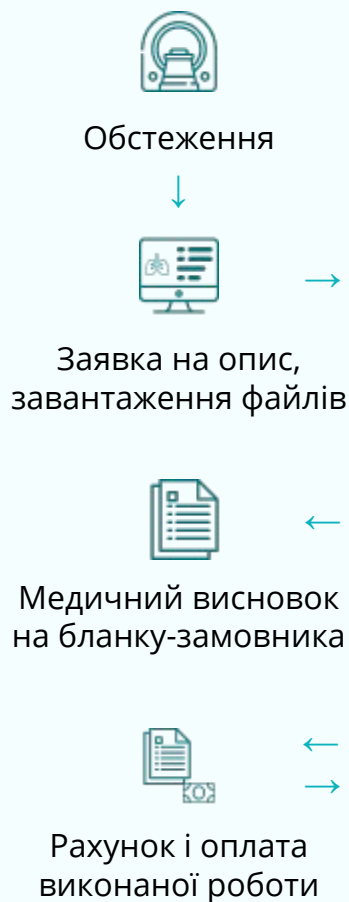 Обстеження
Заявка на опис,
завантаження файлів
Медичний висновок
на бланку-замовника
Рахунок і оплата
виконаної роботи